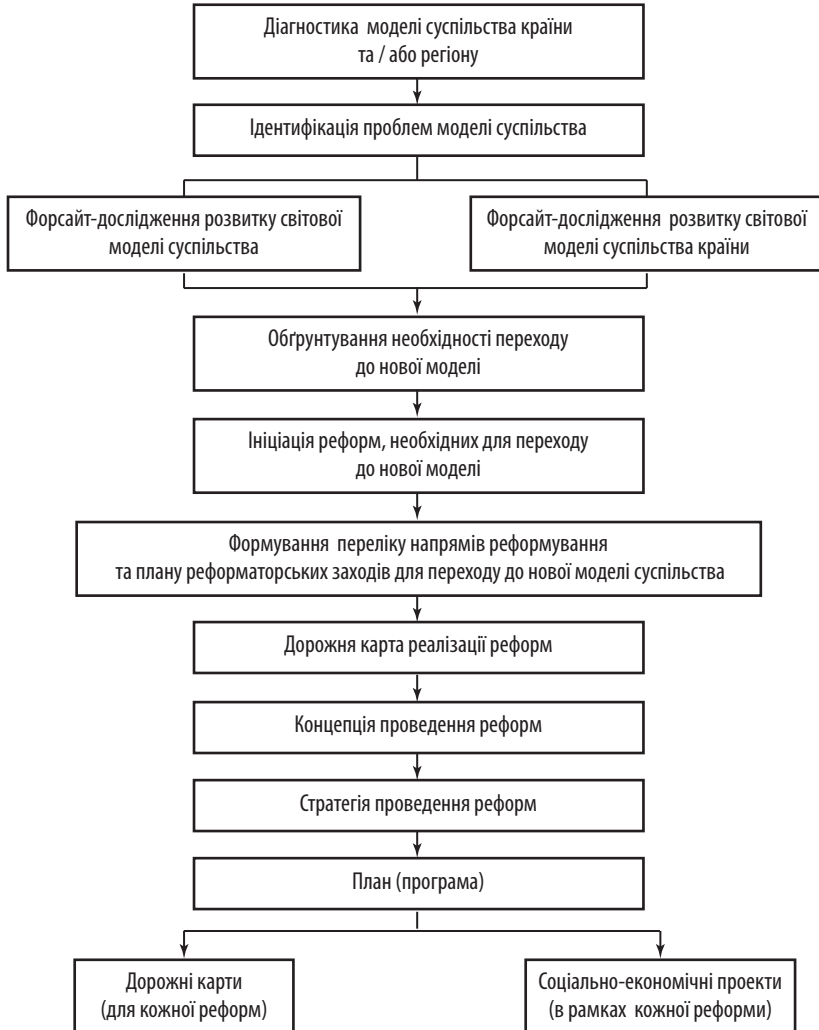 Діагностика моделі суспільства країни
та / або регіону
Ідентифікація проблем моделі суспільства
Форсайт-дослідження розвитку світової
моделі суспільства
Форсайт-дослідження розвитку світової
моделі суспільства країни
Обґрунтування необхідності переходу
до нової моделі
Ініціація реформ, необхідних для переходу
до нової моделі
Формування переліку напрямів реформування
та плану реформаторських заходів для переходу до нової моделі суспільства
Дорожня карта реалізації реформ
Концепція проведення реформ
Стратегія проведення реформ
План (програма)
Дорожні карти
(для кожної реформ)
Соціально-економічні проекти
(в рамках кожної реформи)